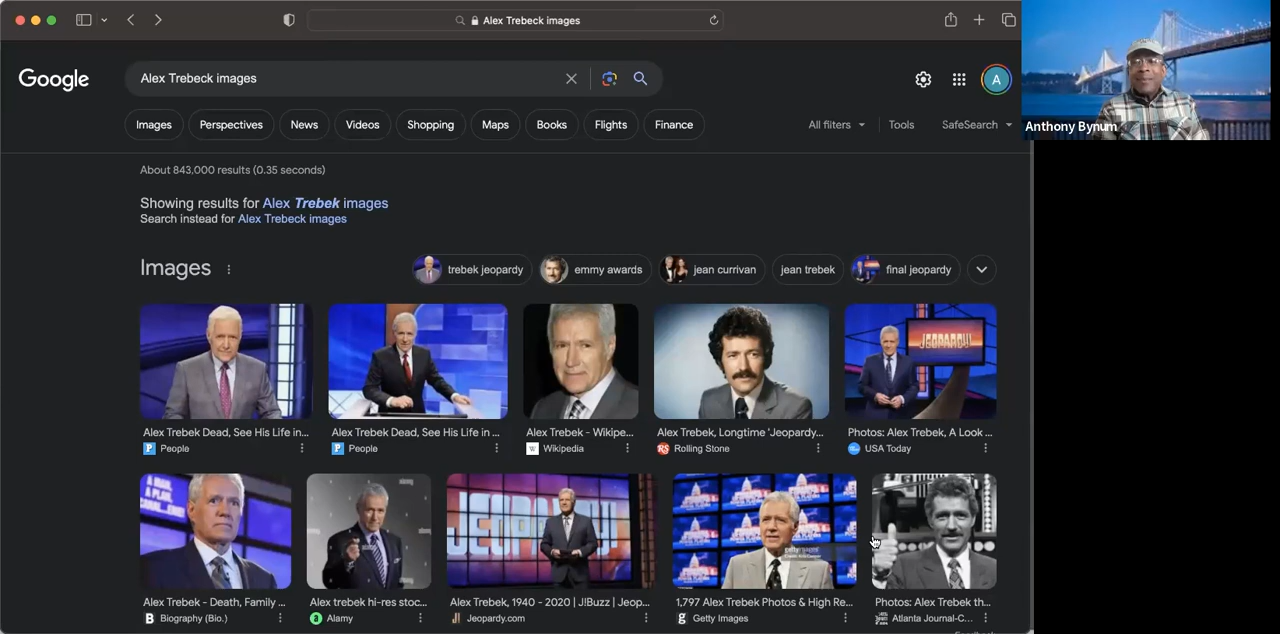 Alex Trebeck images
Google
Alex Trebeck images
A
Images
Perspectives
News
Videos
Shopping
Maps
Books
Flights
Finance
All filters
Tools
SafeSearch
Anthony Bynum
About 843,000 results (0.35 seconds)
Showing results for Alex Trebek images
Search instead for Alex Trebeck images
Images
trebek jeopardy
emmy awards
jean currivan
jean trebek
final jeopardy
JEOPARDY!
Alex Trebek Dead, See His Life in...
Alex Trebek Dead, See His Life in ...
Alex Trebek - Wikipe...
Alex Trebek, Longtime 'Jeopardy...
Photos: Alex Trebek, A Look ...
P People
P People
W Wikipedia
RS Rolling Stone
USA Today
JEOPARDY
Alex Trebek - Death, Family ...
Alex trebek hi-res stoc...
Alex Trebek, 1940 - 2020 | J!Buzz | Jeop...
1,797 Alex Trebek Photos & High Re...
Photos: Alex Trebek th...
B Biography (Bio.)
a Alamy
J! Jeopardy.com
g Getty Images
Atlanta Journal-C...